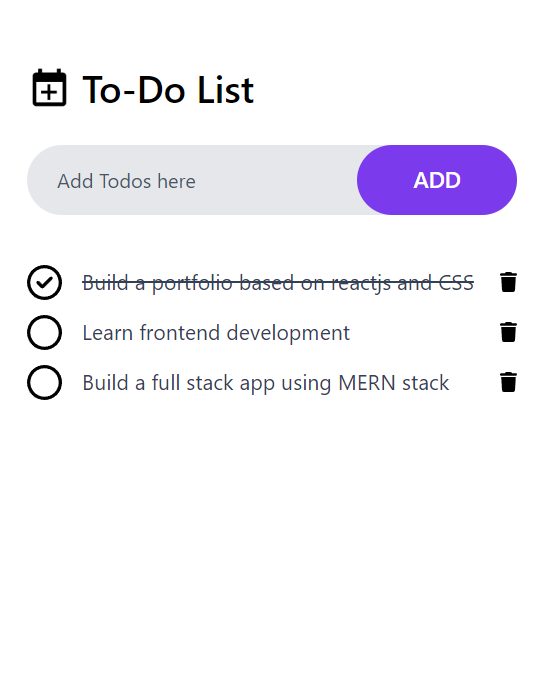 To-Do List
Add Todos here
ADD
Build a portfolio based on reactjs and CSS
Learn frontend development
Build a full stack app using MERN stack